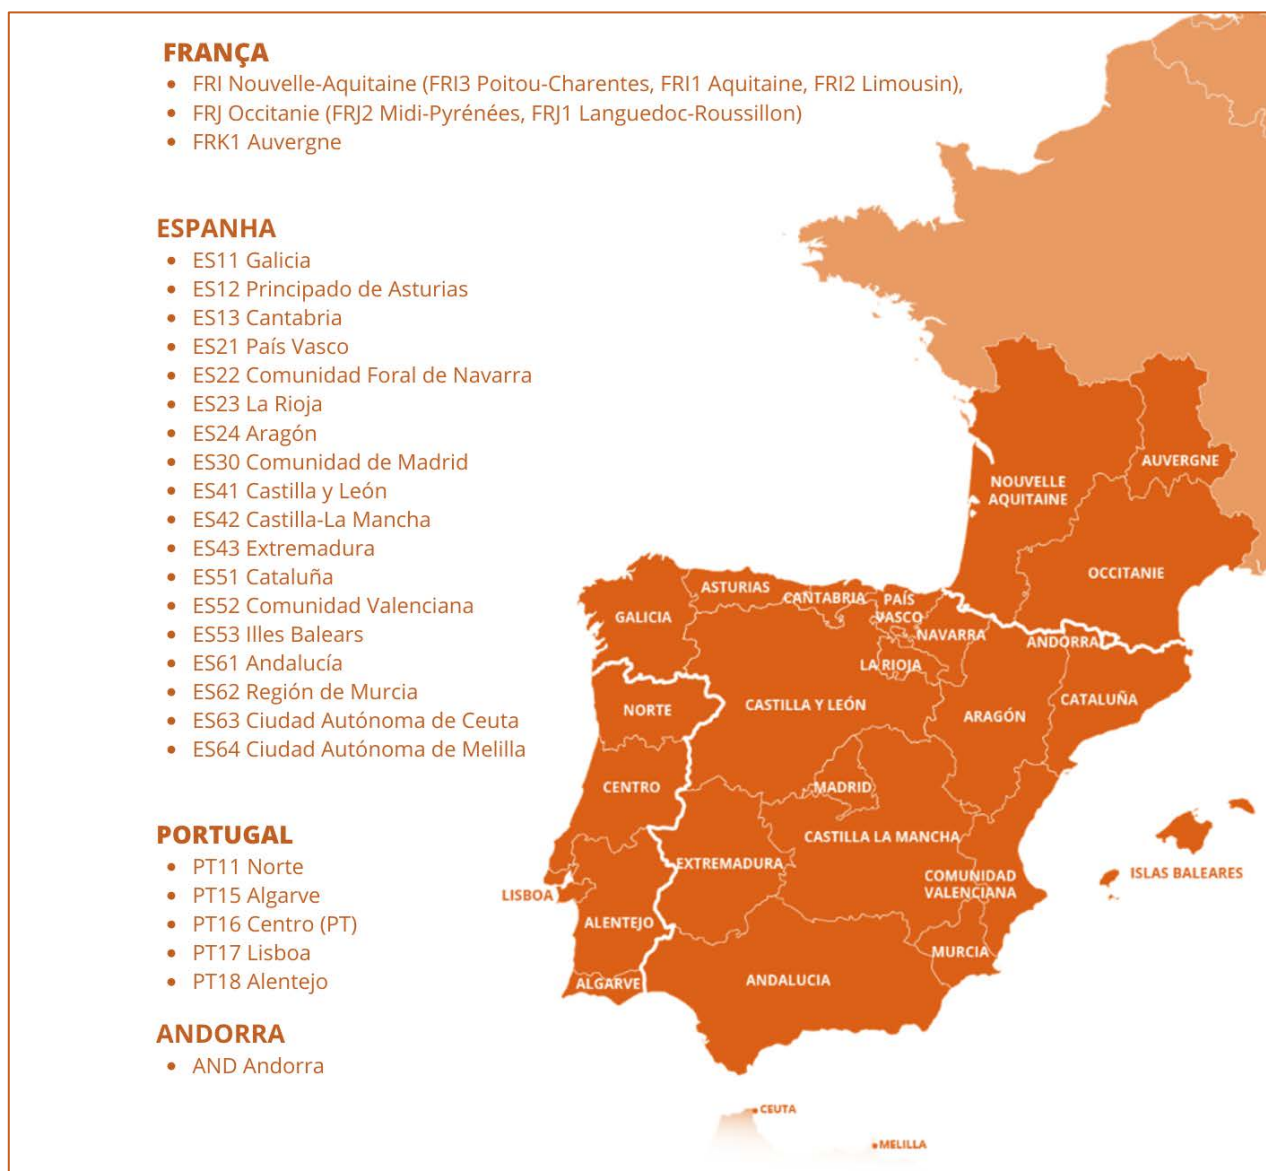 FRANÇA
• FRI Nouvelle-Aquitaine (FRI3 Poitou-Charentes, FRI1 Aquitaine, FRI2 Limousin),
• FRJ Occitanie (FRJ2 Midi-Pyrénées, FRJ1 Languedoc-Roussillon)
• FRK1 Auvergne
ESPANHA
• ES11 Galicia
• ES12 Principado de Asturias
• ES13 Cantabria
• ES21 País Vasco
• ES22 Comunidad Foral de Navarra
• ES23 La Rioja
• ES24 Aragón
• ES30 Comunidad de Madrid
• ES41 Castilla y León
• ES42 Castilla-La Mancha
• ES43 Extremadura
• ES51 Cataluña
• ES52 Comunidad Valenciana
• ES53 Illes Balears
• ES61 Andalucía
• ES62 Región de Murcia
• ES63 Ciudad Autónoma de Ceuta
• ES64 Ciudad Autónoma de Melilla
PORTUGAL
• PT11 Norte
• PT15 Algarve
• PT16 Centro (PT)
• PT17 Lisboa
• PT18 Alentejo
ANDORRA
• AND Andorra
AUVERGNE
NOUVELLE
AQUITAINE
OCCITANIE
ASTURIAS
CANTABRIA
PAÍS
VASCO
GALICIA
NAVARRA
ANDORRA
LA RIOJA
CATALUÑA
CASTILLA Y LEÓN
NORTE
ARAGÓN
CENTRO
MADRID
CASTILLA LA MANCHA
EXTREMADURA
COMUNIDAD
VALENCIANA
ISLAS BALEARES
LISBOA
ALENTEJO
MURCIA
ALGARVE
ANDALUCIA
CEUTA
MELILLA